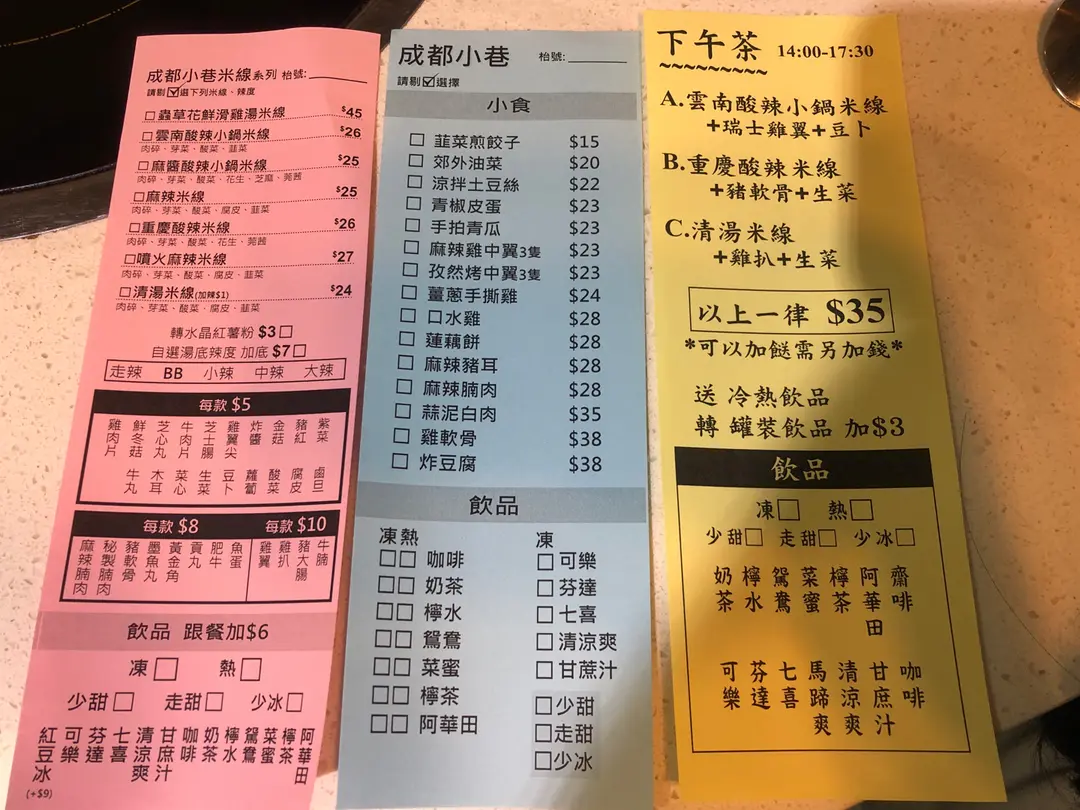 成都小巷米線系列 枱號:
請剔☑選下列米線、辣度
□蟲草花鮮滑雞湯米線 $45
□雲南酸辣小鍋米線 $26
肉碎、芽菜、酸菜、韮菜
□麻醬酸辣小鍋米線 $25
肉碎、芽菜、酸菜、花生、芝麻、芫茜
□麻辣米線 $25
肉碎、芽菜、酸菜、腐皮、韮菜
□重慶酸辣米線 $26
肉碎、芽菜、酸菜、花生、芫茜
□噴火麻辣米線 $27
肉碎、芽菜、酸菜、腐皮、韮菜
□清湯米線(加辣$1) $24
肉碎、芽菜、酸菜、腐皮、韮菜
轉水晶紅薯粉 $3□
自選湯底辣度 加底 $7□
走辣 BB 小辣 中辣 大辣
每款 $5
雞肉片 鮮冬菇 芝心丸 牛肉片 芝士腸 雞翼尖 炸醬 金菇 豬紅 紫菜
牛丸 木耳 菜心 生菜 豆卜 蘿蔔 酸菜 腐皮 鹵旦
每款 $8
麻辣腩肉 秘製腩肉 豬軟骨 墨魚丸 黃金角 貢丸 肥牛 魚蛋
每款 $10
雞翼 雞扒 豬大腸 牛腩
飲品 跟餐加$6
凍□ 熱□
少甜□ 走甜□ 少冰□
紅豆冰 可樂 芬達 七喜 清涼爽 甘庶汁 咖啡 奶茶 檸水 鴛鴦 菜蜜 檸茶 阿華田
(+$9)
成都小巷 枱號:
請剔☑選擇
小食
□ 韮菜煎餃子 $15
□ 郊外油菜 $20
□ 涼拌土豆絲 $22
□ 青椒皮蛋 $23
□ 手拍青瓜 $23
□ 麻辣雞中翼3隻 $23
□ 孜然烤中翼3隻 $23
□ 薑蔥手撕雞 $24
□ 口水雞 $28
□ 蓮藕餅 $28
□ 麻辣豬耳 $28
□ 麻辣腩肉 $28
□ 蒜泥白肉 $35
□ 雞軟骨 $38
□ 炸豆腐 $38
飲品
凍熱
□□ 咖啡
□□ 奶茶
□□ 檸水
□□ 鴛鴦
□□ 菜蜜
□□ 檸茶
□□ 阿華田
凍
□可樂
□芬達
□七喜
□清涼爽
□甘蔗汁
□少甜
□走甜
□少冰
下午茶 14:00-17:30
A.雲南酸辣小鍋米線
+瑞士雞翼+豆卜
B.重慶酸辣米線
+豬軟骨+生菜
C.清湯米線
+雞扒+生菜
以上一律 $35
*可以加餸需另加錢*
送 冷熱飲品
轉 罐裝飲品 加$3
飲品
凍□ 熱□
少甜□ 走甜□ 少冰□
奶茶 檸水 鴛鴦 菜蜜 檸茶 阿華田 齋啡
可樂 芬達 七喜 馬蹄爽 清涼爽 甘庶汁 咖啡